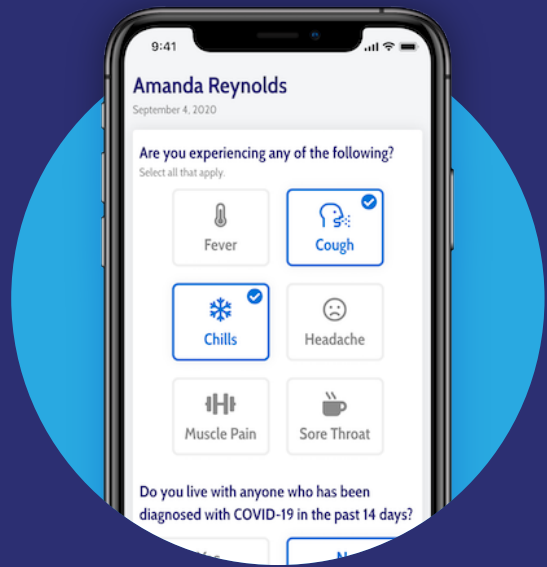 9:41
Amanda Reynolds
September 4, 2020
Are you experiencing any of the following?
Select all that apply.
Fever
Cough
Chills
Headache
Muscle Pain
Sore Throat
Do you live with anyone who has been
diagnosed with COVID-19 in the past 14 days?